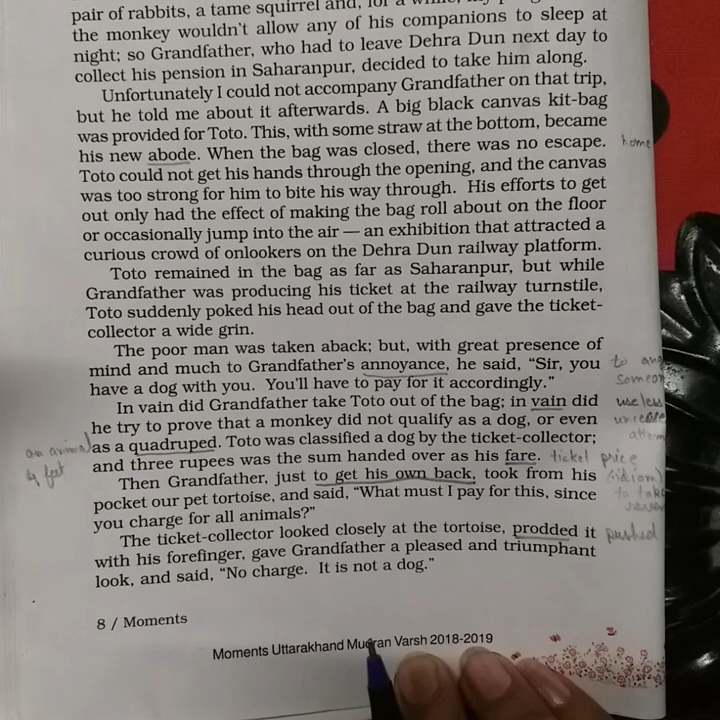 pair of rabbits, a tame squirrel and, for a while, my
the monkey wouldn't allow any of his companions to sleep at
night; so Grandfather, who had to leave Dehra Dun next day to
collect his pension in Saharanpur, decided to take him along.
Unfortunately I could not accompany Grandfather on that trip,
but he told me about it afterwards. A big black canvas kit-bag
was provided for Toto. This, with some straw at the bottom, became
his new abode. When the bag was closed, there was no escape. home
Toto could not get his hands through the opening, and the canvas
was too strong for him to bite his way through. His efforts to get
out only had the effect of making the bag roll about on the floor
or occasionally jump into the air — an exhibition that attracted a
curious crowd of onlookers on the Dehra Dun railway platform.
Toto remained in the bag as far as Saharanpur, but while
Grandfather was producing his ticket at the railway turnstile,
Toto suddenly poked his head out of the bag and gave the ticket-
collector a wide grin.
The poor man was taken aback; but, with great presence of
mind and much to Grandfather's annoyance, he said, "Sir, you to
have a dog with you. You'll have to pay for it accordingly."
In vain did Grandfather take Toto out of the bag; in vain did useless
he try to prove that a monkey did not qualify as a dog, or even
as a quadruped. Toto was classified a dog by the ticket-collector;
and three rupees was the sum handed over as his fare. ticket price
Then Grandfather, just to get his own back, took from his (idiom)
pocket our pet tortoise, and said, "What must I pay for this, since to
you charge for all animals?"
The ticket-collector looked closely at the tortoise, prodded it pushed
with his forefinger, gave Grandfather a pleased and triumphant
look, and said, "No charge. It is not a dog."
8 / Moments
Moments Uttarakhand Mudran Varsh 2018-2019